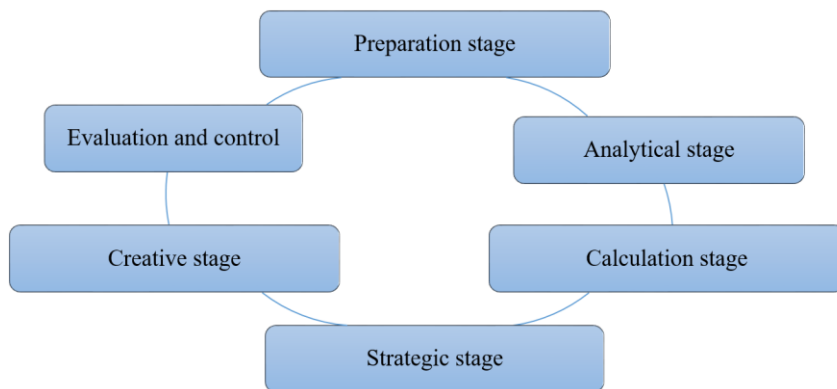 Preparation stage
Evaluation and control
Analytical stage
Creative stage
Calculation stage
Strategic stage